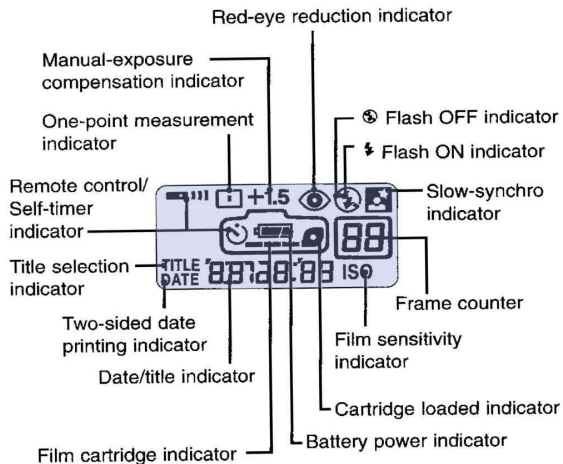 Red-eye reduction indicator
Manual-exposure
compensation indicator
One-point measurement
indicator
Flash OFF indicator
Flash ON indicator
Remote control/
Self-timer
indicator
Slow-synchro
indicator
+1.5
88
TITLE
DATE
ISO
Title selection
indicator
Frame counter
Two-sided date
printing indicator
Film sensitivity
indicator
Date/title indicator
Cartridge loaded indicator
Battery power indicator
Film cartridge indicator